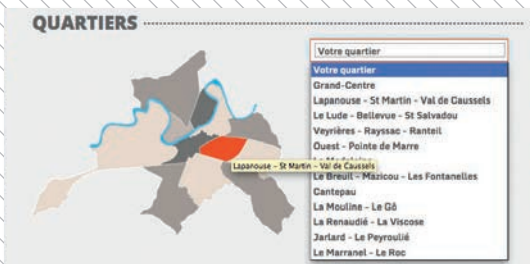 QUARTIERS
Votre quartier
Votre quartier
Grand-Centre
Lapanouse - St Martin - Val de Caussels
Le Lude - Bellevue - St Salvadou
Veyrières - Rayssac - Ranteil
Ouest - Pointe de Marre
Lapanouse - St Martin - Val de Caussels
Le Breuil - Mazicou - Les Fontanelles
Cantepau
La Mouline - Le Gô
La Renaudié - La Viscose
Jarlard - Le Peyroulié
Le Marranel - Le Roc